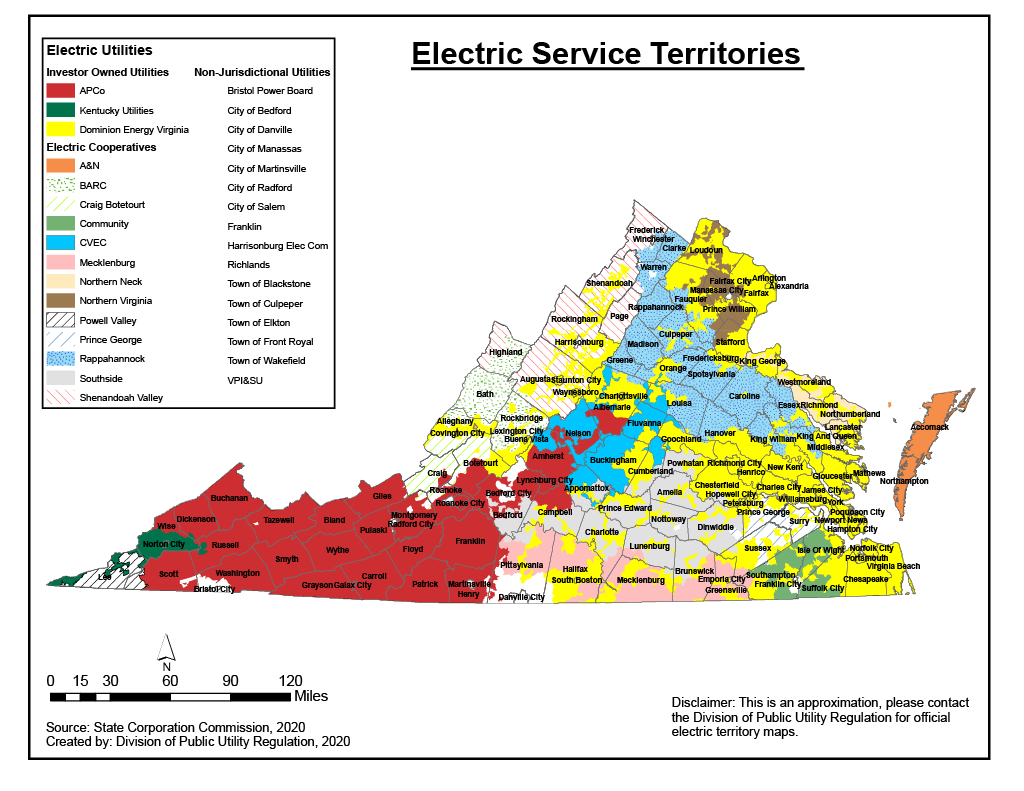 Electric Service Territories
Electric Utilities
Investor Owned Utilities
APCo
Kentucky Utilities
Dominion Energy Virginia
Electric Cooperatives
A&N
BARC
Craig Botetourt
Community
CVEC
Mecklenburg
Northern Neck
Northern Virginia
Powell Valley
Prince George
Rappahannock
Southside
Shenandoah Valley
Non-Jurisdictional Utilities
Bristol Power Board
City of Bedford
City of Danville
City of Manassas
City of Martinsville
City of Radford
City of Salem
Franklin
Harrisonburg Elec Com
Richlands
Town of Blackstone
Town of Culpeper
Town of Elkton
Town of Front Royal
Town of Wakefield
VPI&SU
Frederick
Winchester
Clarke
Loudoun
Warren
Shenandoah
Fairfax City
Arlington
Alexandria
Manassas City
Fairfax
Fauquier
Prince William
Rappahannock
Page
Rockingham
Culpeper
Stafford
Harrisonburg
Madison
Highland
Greene
Fredericksburg
King George
Orange
Spotsylvania
Augusta
Staunton City
Westmoreland
Bath
Waynesboro
Charlottsville
Caroline
Louisa
Essex
Richmond
Albemarle
Northumberland
Rockbridge
Alleghany
Fluvanna
Accomack
Lexington City
Covington City
Nelson
Hanover
Lancaster
Buena Vista
Goochland
King William
King And Queen
Middlesex
Amherst
Buckingham
Powhatan
Richmond City
Botetourt
Craig
Cumberland
Henrico
New Kent
Mathews
Gloucester
Northampton
Lynchburg City
Appomattox
Chesterfield
Charles City
James City
Roanoke
Bedford City
Amelia
Hopewell City
Williamsburg
York
Buchanan
Giles
Roanoke City
Petersburg
Prince Edward
Prince George
Poquoson City
Bedford
Campbell
Montgomery
Dickenson
Tazewell
Bland
Nottoway
Surry
Newport News
Wise
Radford City
Dinwiddie
Hampton City
Pulaski
Charlotte
Franklin
Norton City
Russell
Wythe
Floyd
Lunenburg
Sussex
Isle Of Wight
Norfolk City
Smyth
Portsmouth
Pittsylvania
Halifax
Virginia Beach
Scott
Washington
Carroll
Brunswick
Lee
South Boston
Mecklenburg
Emporia City
Southampton
Chesapeake
Grayson
Galax City
Patrick
Martinsville
Franklin City
Bristol City
Henry
Greensville
Suffolk City
Danville City
N
0 15 30 60 90 120
Miles
Source: State Corporation Commission, 2020
Created by: Division of Public Utility Regulation, 2020
Disclaimer: This is an approximation, please contact
the Division of Public Utility Regulation for official
electric territory maps.